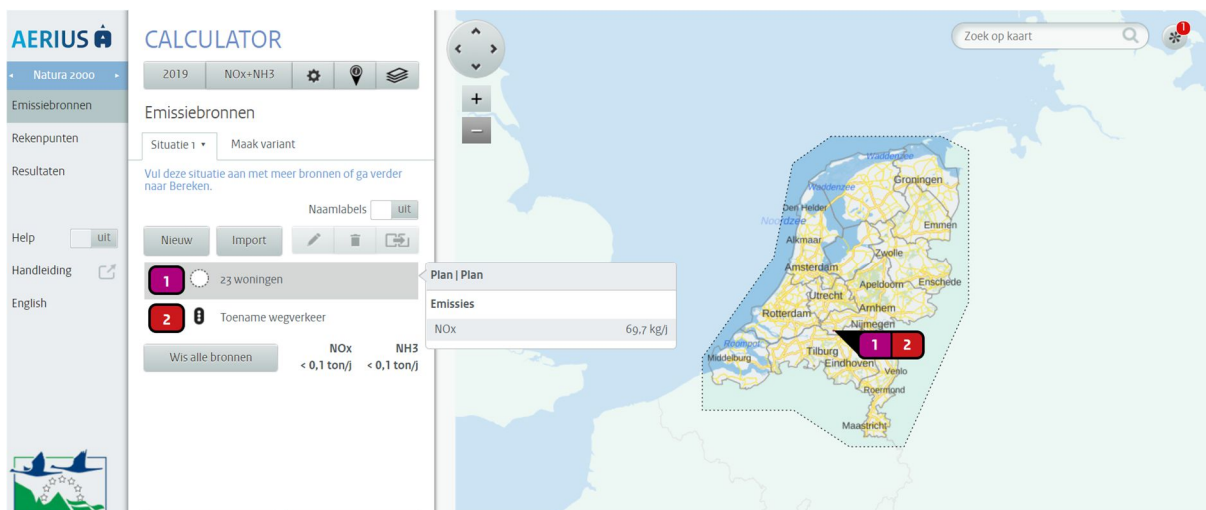 AERIUS
Natura 2000
Emissiebronnen
Rekenpunten
Resultaten
Help uit
Handleiding
English
CALCULATOR
2019 NOx+NH3
Emissiebronnen
Situatie 1 Maak variant
Vul deze situatie aan met meer bronnen of ga verder
naar Bereken.
Naamlabels uit
Nieuw Import
1 23 woningen
2 Toename wegverkeer
NOx NH3
Wis alle bronnen < 0,1 ton/j < 0,1 ton/j
Plan | Plan
Emissies
NOx 69,7 kg/j
+
−
Zoek op kaart
1
Waddenzee
Groningen
Waddenzee
Den Helder
Noordzee
Emmen
Alkmaar
Zwolle
Amsterdam
Apeldoorn Enschede
Utrecht
Arnhem
Rotterdam
Nijmegen
1 2
Roompot
Tilburg
Middelburg
Eindhoven
Venlo
Roermond
Maastricht